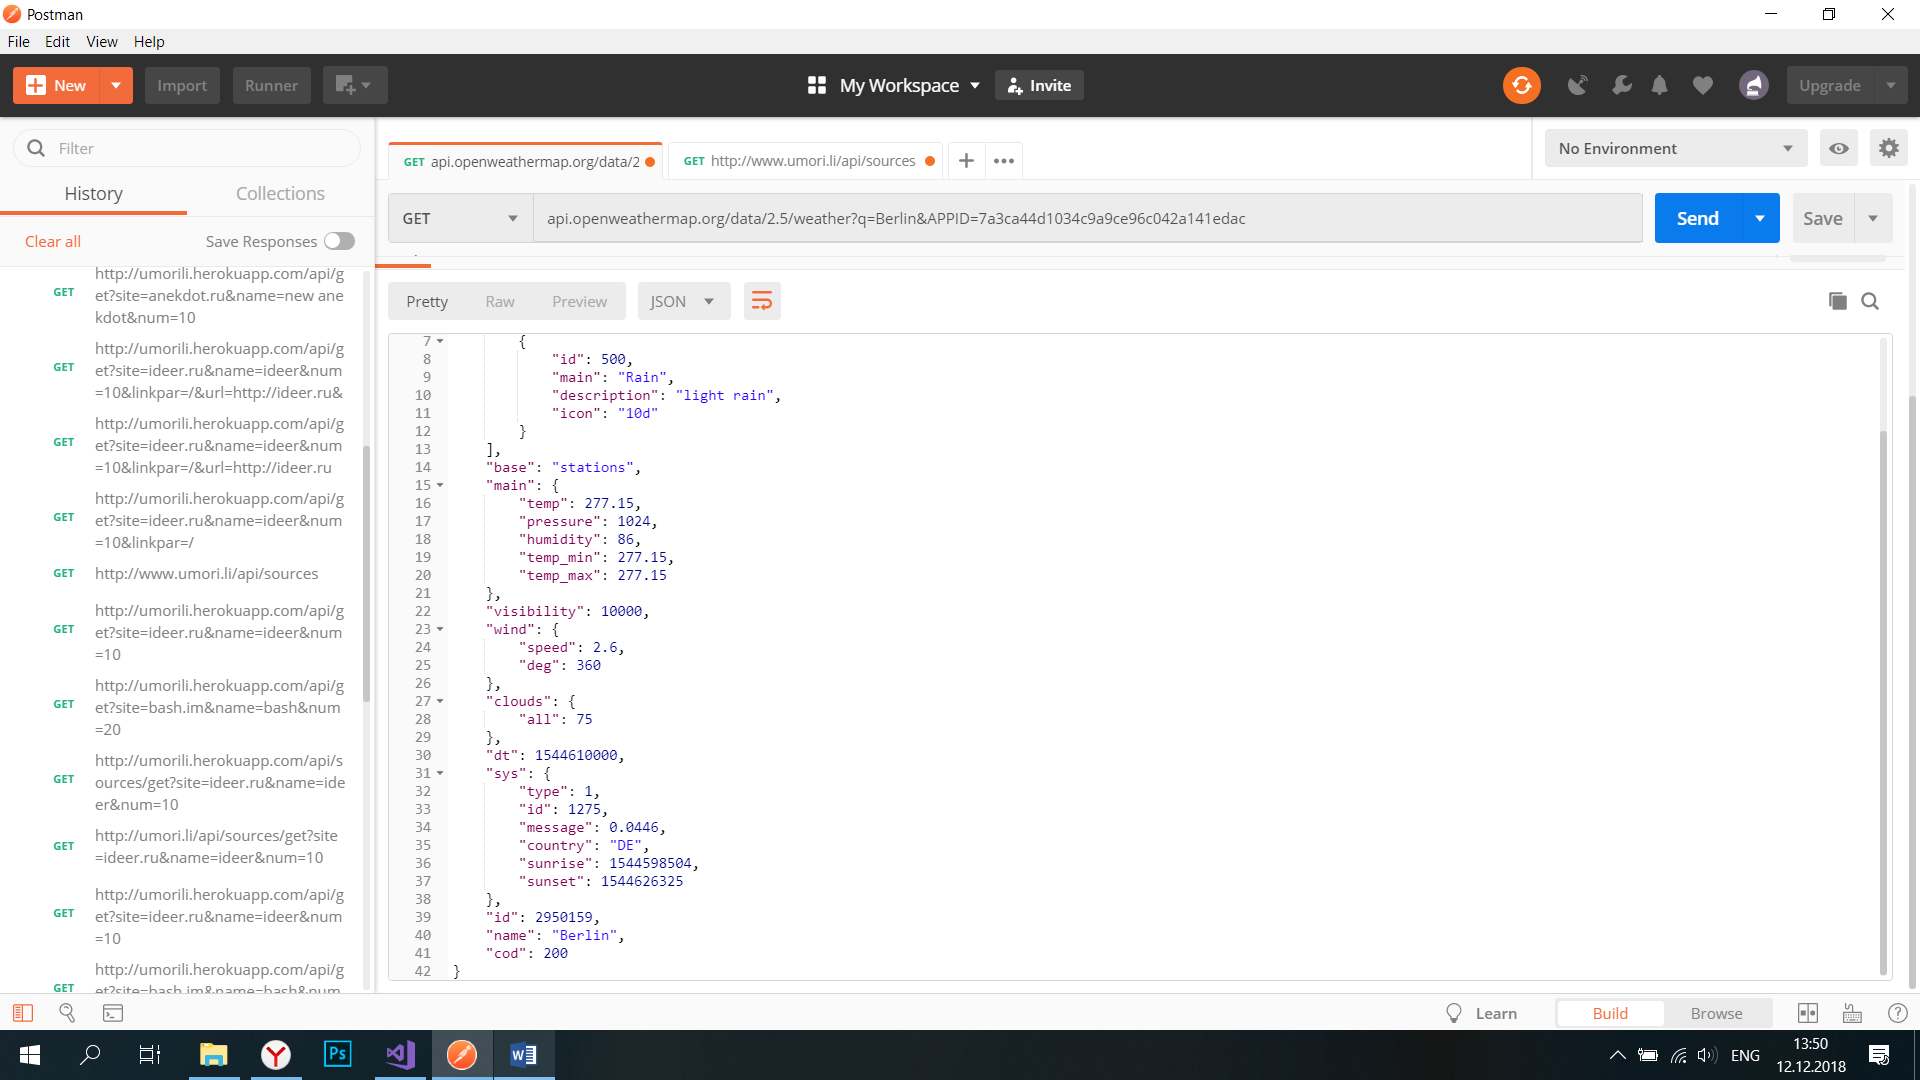 Postman
File Edit View Help
New Import Runner My Workspace Invite Upgrade
Filter
History Collections
Clear all Save Responses
GET http://umorili.herokuapp.com/api/g
et?site=anekdot.ru&name=new ane
kdot&num=10
GET http://umorili.herokuapp.com/api/g
et?site=ideer.ru&name=ideer&num
=10&linkpar=/&url=http://ideer.ru&
GET http://umorili.herokuapp.com/api/g
et?site=ideer.ru&name=ideer&num
=10&linkpar=/&url=http://ideer.ru
GET http://umorili.herokuapp.com/api/g
et?site=ideer.ru&name=ideer&num
=10&linkpar=/
GET http://www.umori.li/api/sources
GET http://umorili.herokuapp.com/api/g
et?site=ideer.ru&name=ideer&num
=10
GET http://umorili.herokuapp.com/api/g
et?site=bash.im&name=bash&num
=20
GET http://umorili.herokuapp.com/api/s
ources/get?site=ideer.ru&name=ide
er&num=10
GET http://umori.li/api/sources/get?site
=ideer.ru&name=ideer&num=10
GET http://umorili.herokuapp.com/api/g
et?site=ideer.ru&name=ideer&num
=10
GET http://umorili.herokuapp.com/api/g
et?site=bash.im&name=bash&num
GET api.openweathermap.org/data/2 GET http://www.umori.li/api/sources
No Environment
GET api.openweathermap.org/data/2.5/weather?q=Berlin&APPID=7a3ca44d1034c9a9ce96c042a141edac Send Save
Pretty Raw Preview JSON
7 {
8 "id": 500,
9 "main": "Rain",
10 "description": "light rain",
11 "icon": "10d"
12 }
13 ],
14 "base": "stations",
15 "main": {
16 "temp": 277.15,
17 "pressure": 1024,
18 "humidity": 86,
19 "temp_min": 277.15,
20 "temp_max": 277.15
21 },
22 "visibility": 10000,
23 "wind": {
24 "speed": 2.6,
25 "deg": 360
26 },
27 "clouds": {
28 "all": 75
29 },
30 "dt": 1544610000,
31 "sys": {
32 "type": 1,
33 "id": 1275,
34 "message": 0.0446,
35 "country": "DE",
36 "sunrise": 1544598504,
37 "sunset": 1544626325
38 },
39 "id": 2950159,
40 "name": "Berlin",
41 "cod": 200
42 }
Learn Build Browse
Ps
ENG
13:50
12.12.2018